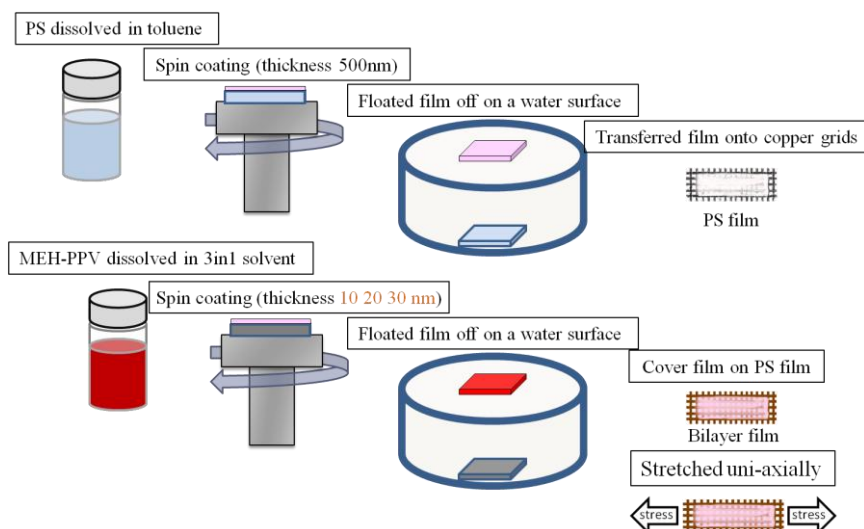 PS dissolved in toluene
Spin coating (thickness 500nm)
Floated film off on a water surface
Transferred film onto copper grids
PS film
MEH-PPV dissolved in 3in1 solvent
Spin coating (thickness 10 20 30 nm)
Floated film off on a water surface
Cover film on PS film
Bilayer film
Stretched uni-axially
stress stress